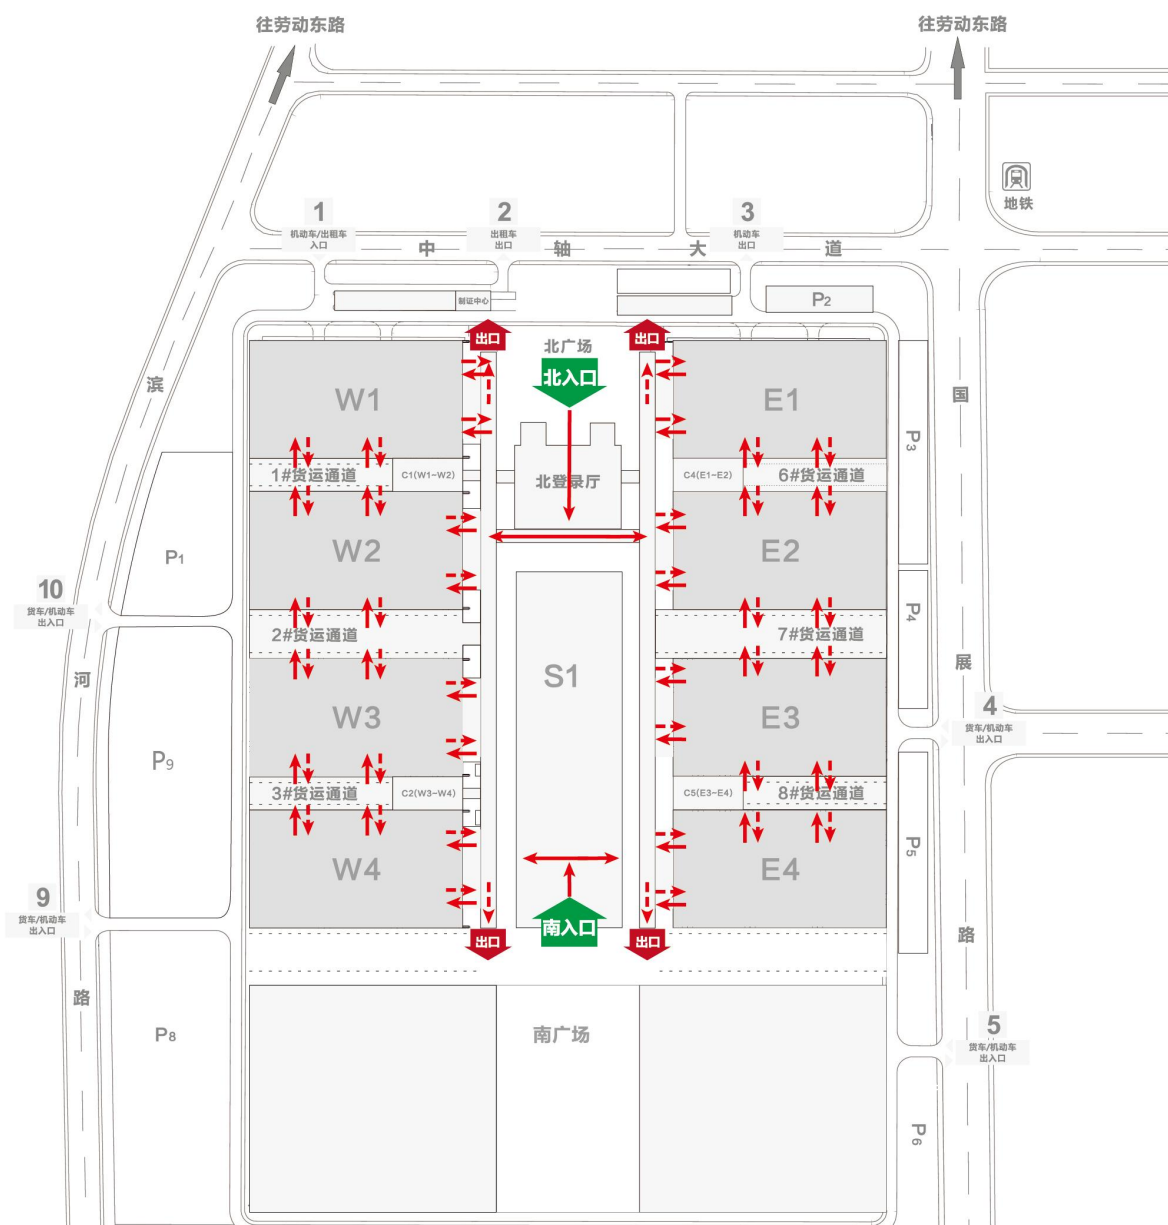 往劳动东路
往劳动东路
地铁
1
机动车/出租车
入口
2
出租车
出口
3
机动车
出口
中轴大道
制证中心
P2
出口
出口
北广场
北入口
滨河路
国展路
W1
E1
P3
1#货运通道
C1(W1-W2)
北登录厅
C4(E1-E2)
6#货运通道
W2
E2
P1
10
货车/机动车
出入口
P4
2#货运通道
7#货运通道
S1
W3
E3
4
货车/机动车
出入口
P9
3#货运通道
C2(W3-W4)
C5(E3-E4)
8#货运通道
P5
W4
E4
9
货车/机动车
出入口
南入口
出口
出口
P8
南广场
5
货车/机动车
出入口
P6